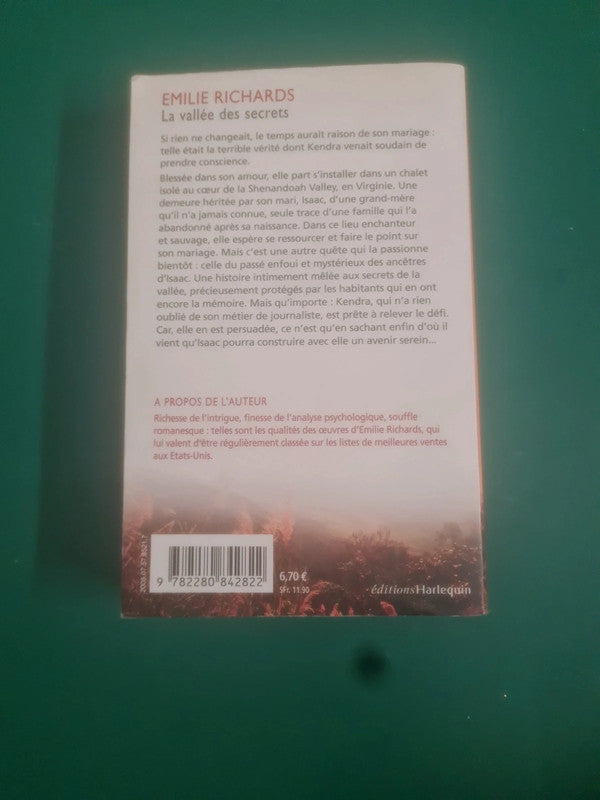 EMILIE RICHARDS
La vallée des secrets
Si rien ne changeait, le temps aurait raison de son mariage :
telle était la terrible vérité dont Kendra venait soudain de
prendre conscience.
Blessée dans son amour, elle part s'installer dans un chalet
isolé au cœur de la Shenandoah Valley, en Virginie. Une
demeure héritée par son mari, Isaac, d'une grand-mère
qu'il n'a jamais connue, seule trace d'une famille qui l'a
abandonné après sa naissance. Dans ce lieu enchanteur
et sauvage, elle espère se ressourcer et faire le point sur
son mariage. Mais c'est une autre quête qui la passionne
bientôt : celle du passé enfoui et mystérieux des ancêtres
d'Isaac. Une histoire intimement mêlée aux secrets de la
vallée, précieusement protégés par les habitants qui en ont
encore la mémoire. Mais qu'importe : Kendra, qui n'a rien
oublié de son métier de journaliste, est prête à relever le défi.
Car, elle en est persuadée, ce n'est qu'en sachant enfin d'où il
vient qu'Isaac pourra construire avec elle un avenir serein...
A PROPOS DE L'AUTEUR
Richesse de l'intrigue, finesse de l'analyse psychologique, souffle
romanesque : telles sont les qualités des œuvres d'Emilie Richards, qui
lui valent d'être régulièrement classée sur les listes de meilleures ventes
aux Etats-Unis.
9 782280 842822
6,70 €
SFr. 11.90
éditionsHarlequin